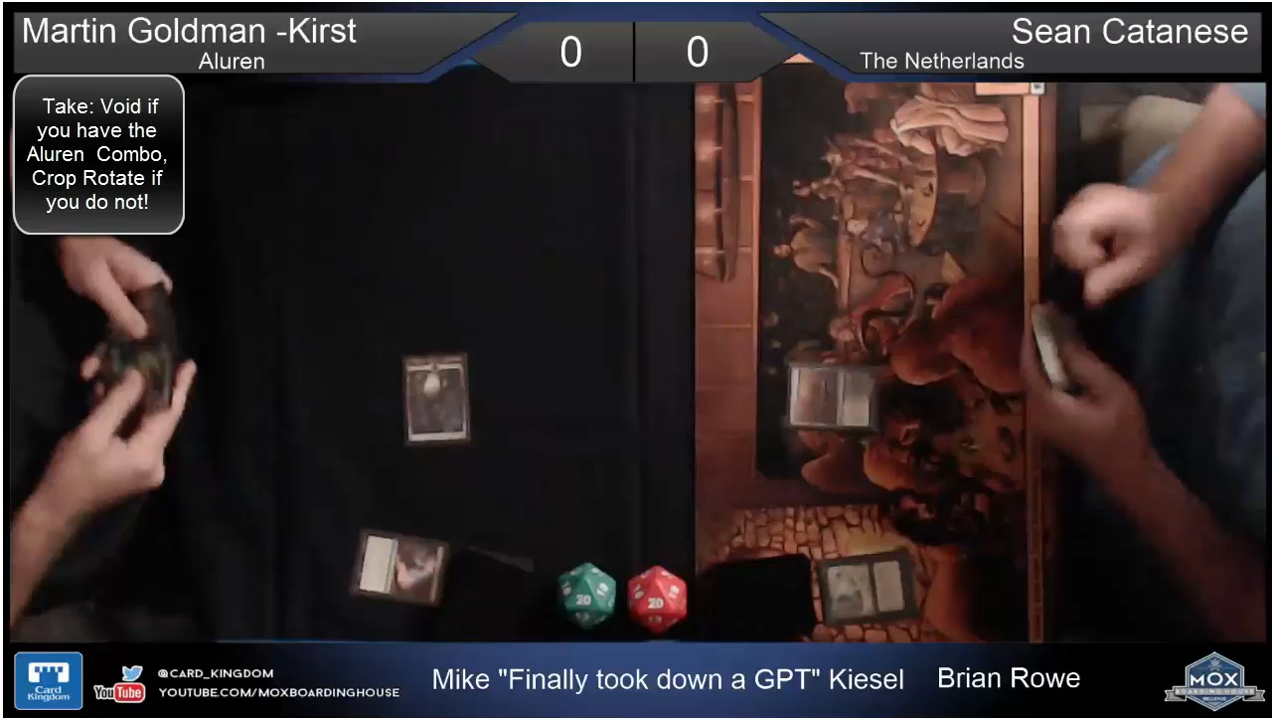 Martin Goldman -Kirst
Aluren
0
0
Sean Catanese
The Netherlands
Take: Void if
you have the
Aluren Combo,
Crop Rotate if
you do not!
20
20
Card
Kingdom
@CARD_KINGDOM
YouTube
YOUTUBE.COM/MOXBOARDINGHOUSE
Mike "Finally took down a GPT" Kiesel
Brian Rowe
MOX
BOARDING HOUSE
BELLEVUE